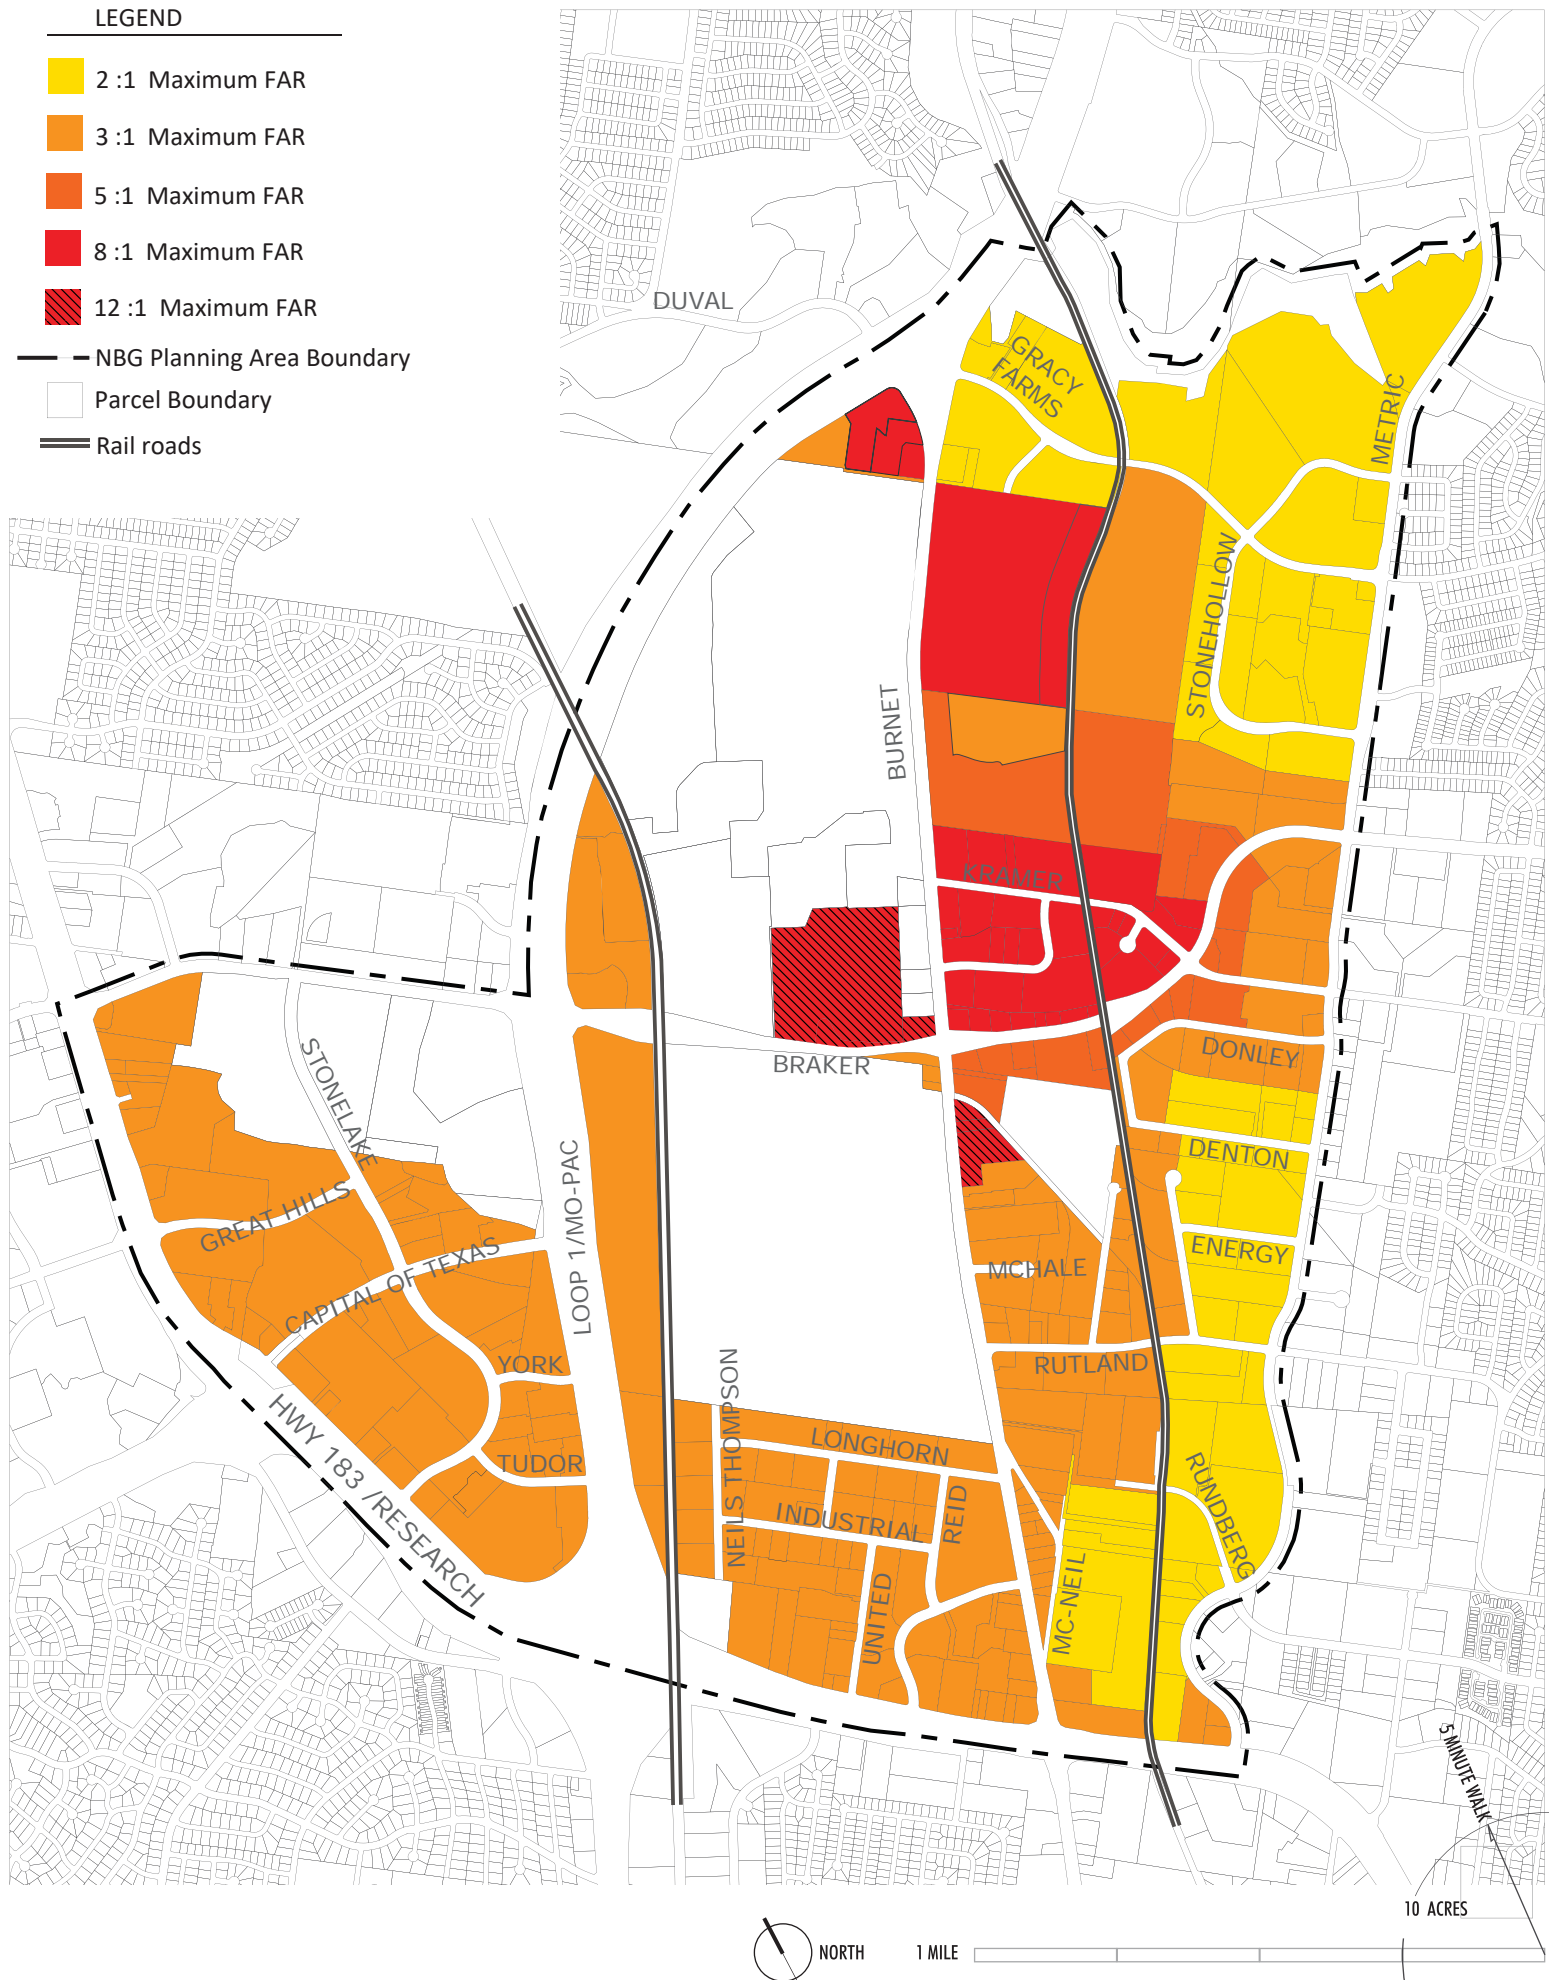 LEGEND
2 :1 Maximum FAR
3 :1 Maximum FAR
5 :1 Maximum FAR
8 :1 Maximum FAR
12 :1 Maximum FAR
NBG Planning Area Boundary
Parcel Boundary
Rail roads
DUVAL
GRACY
FARMS
METRIC
STONEHOLLOW
BURNET
KRAMER
BRAKER
DONLEY
STONELAKE
DENTON
GREAT HILLS
LOOP 1/MO-PAC
ENERGY
CAPITAL OF TEXAS
MCHALE
YORK
RUTLAND
NEILS THOMPSON
HWY 183 /RESEARCH
TUDOR
LONGHORN
INDUSTRIAL
REID
RUNDBERG
UNITED
MC-NEIL
5 MINUTE WALK
10 ACRES
NORTH
1 MILE